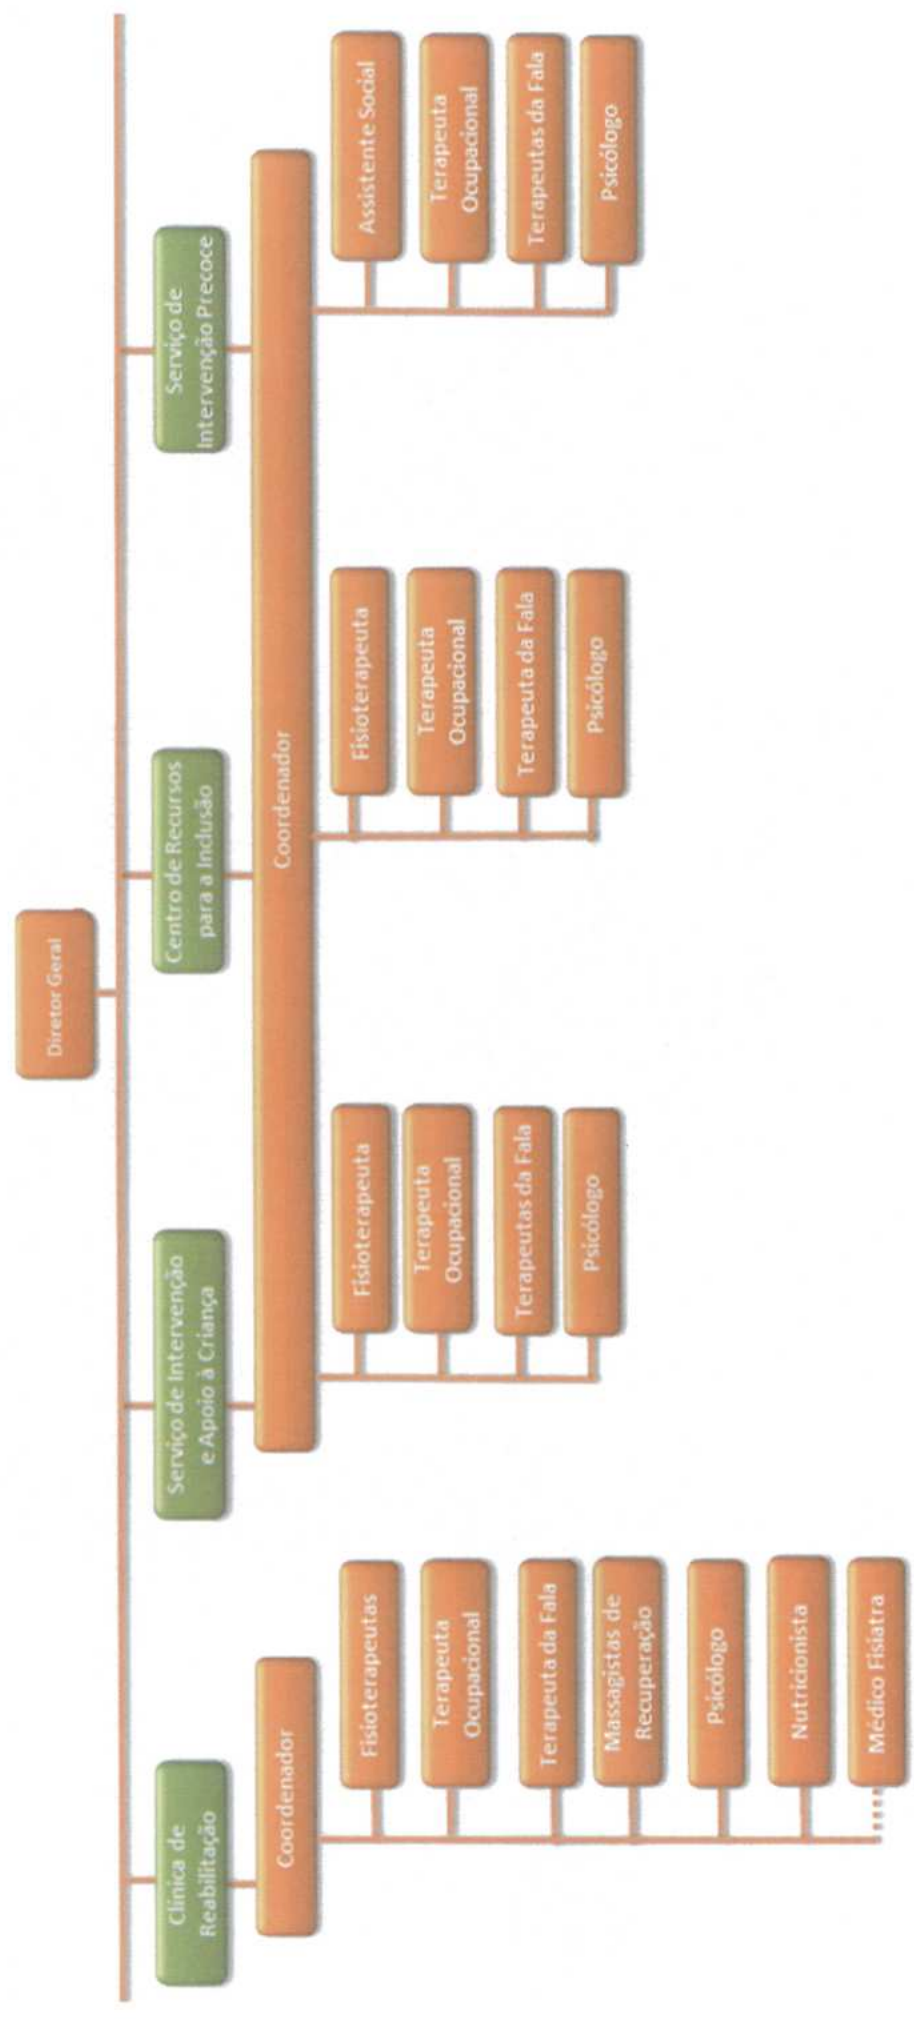 Diretor Geral
Clínica de
Reabilitação
Serviço de Intervenção
e Apoio à Criança
Centro de Recursos
para a Inclusão
Serviço de
Intervenção Precoce
Coordenador
Coordenador
Fisioterapeutas
Terapeuta
Ocupacional
Terapeuta da Fala
Massagistas de
Recuperação
Psicólogo
Nutricionista
Médico Fisiatra
Fisioterapeuta
Terapeuta
Ocupacional
Terapeutas da Fala
Psicólogo
Fisioterapeuta
Terapeuta
Ocupacional
Terapeuta da Fala
Psicólogo
Assistente Social
Terapeuta
Ocupacional
Terapeutas da Fala
Psicólogo